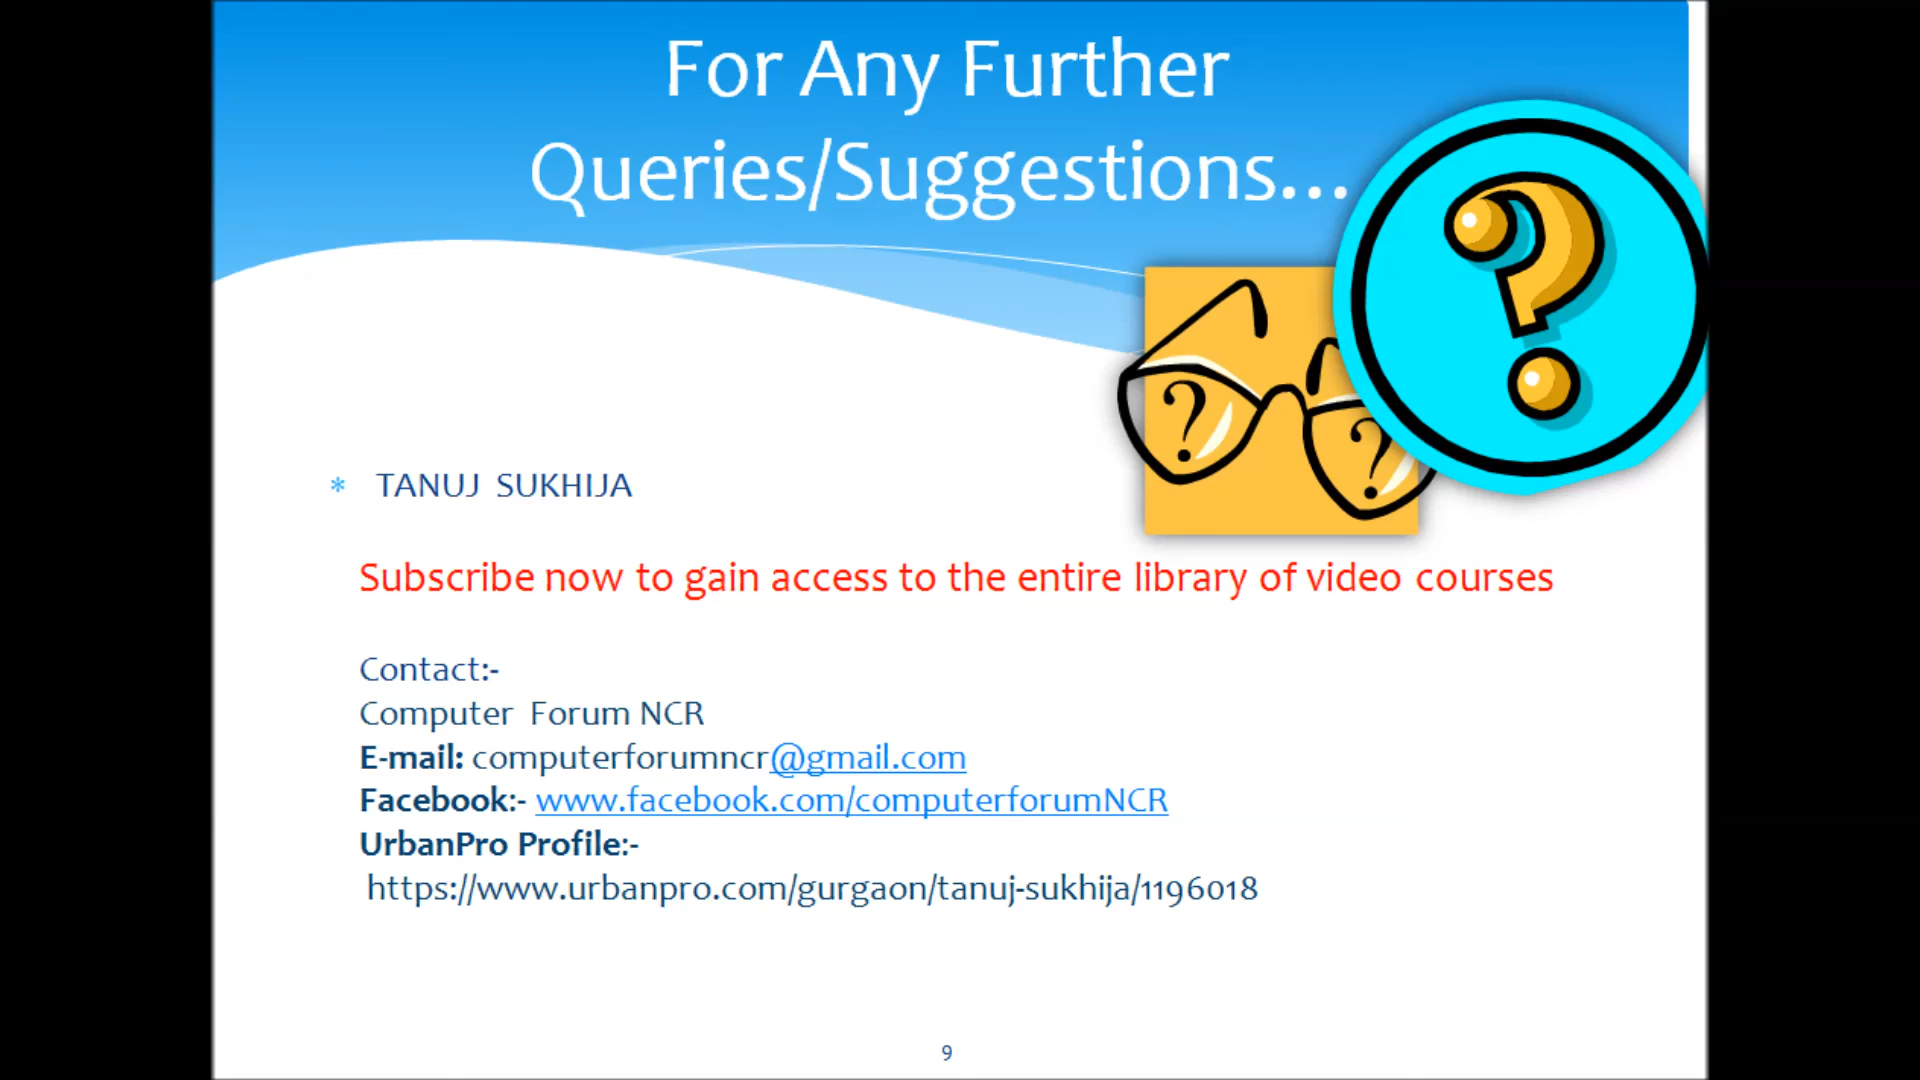 For Any Further
Queries/Suggestions...
?
? ?
* TANUJ SUKHIJA
Subscribe now to gain access to the entire library of video courses
Contact:-
Computer Forum NCR
E-mail: computerforumncr@gmail.com
Facebook:- www.facebook.com/computerforumNCR
UrbanPro Profile:-
https://www.urbanpro.com/gurgaon/tanuj-sukhija/1196018
9